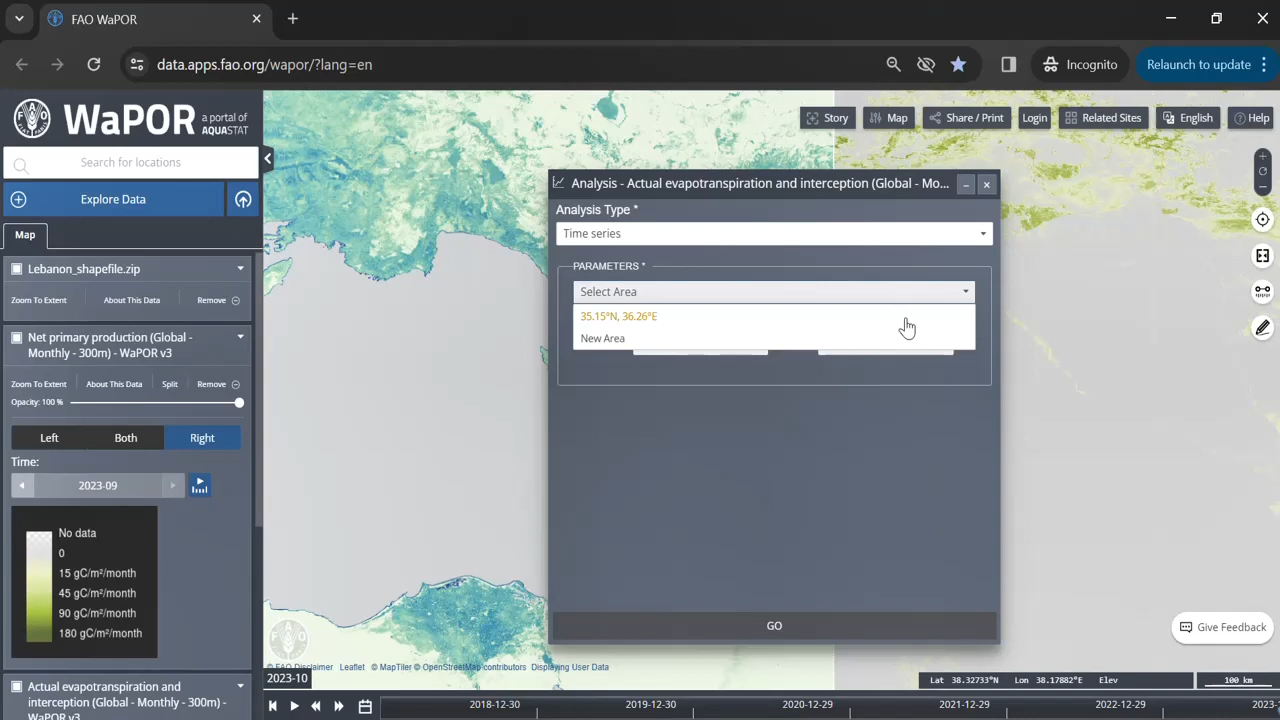 FAO WaPOR
data.apps.fao.org/wapor/?lang=en
Incognito
Relaunch to update
FAO
WaPOR
a portal of
AQUASTAT
Search for locations
Explore Data
Map
Lebanon_shapefile.zip
Zoom To Extent
About This Data
Remove
Net primary production (Global -
Monthly - 300m) - WaPOR v3
Zoom To Extent
About This Data
Split
Remove
Opacity: 100 %
Left
Both
Right
Time:
2023-09
No data
0
15 gC/m²/month
45 gC/m²/month
90 gC/m²/month
180 gC/m²/month
Actual evapotranspiration and
interception (Global - Monthly - 300m) -
WaPOR v3
Story
Map
Share / Print
Login
Related Sites
English
Help
Analysis - Actual evapotranspiration and interception (Global - Mo...
Analysis Type *
Time series
PARAMETERS *
Select Area
35.15°N, 36.26°E
New Area
GO
Give Feedback
© FAO Disclaimer Leaflet © MapTiler © OpenStreetMap contributors Displaying User Data
2023-10
Lat 38.32733°N Lon 38.17882°E Elev
100 km
2018-12-30
2019-12-30
2020-12-29
2021-12-29
2022-12-29
2023-